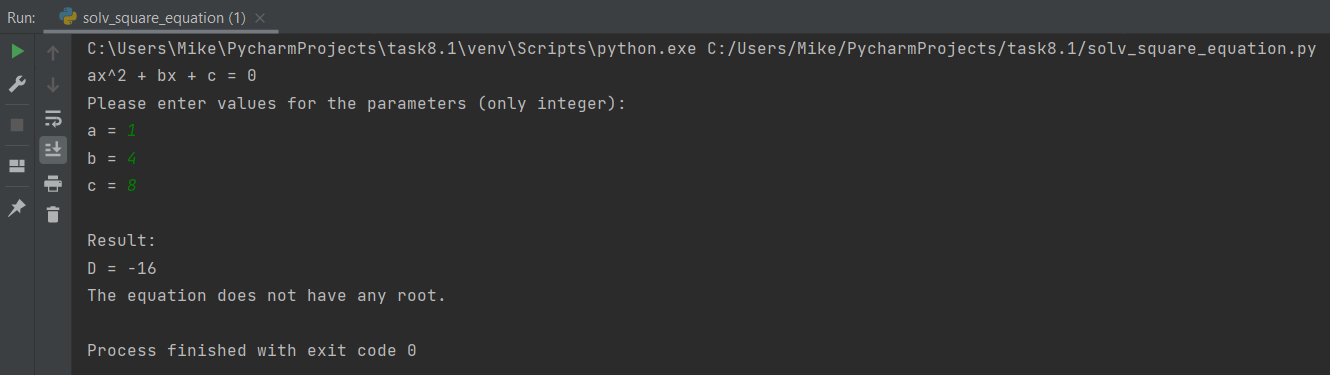 Run: solv_square_equation (1)
C:\Users\Mike\PycharmProjects\task8.1\venv\Scripts\python.exe C:/Users/Mike/PycharmProjects/task8.1/solv_square_equation.py
ax^2 + bx + c = 0
Please enter values for the parameters (only integer):
a = 1
b = 4
c = 8
Result:
D = -16
The equation does not have any root.
Process finished with exit code 0